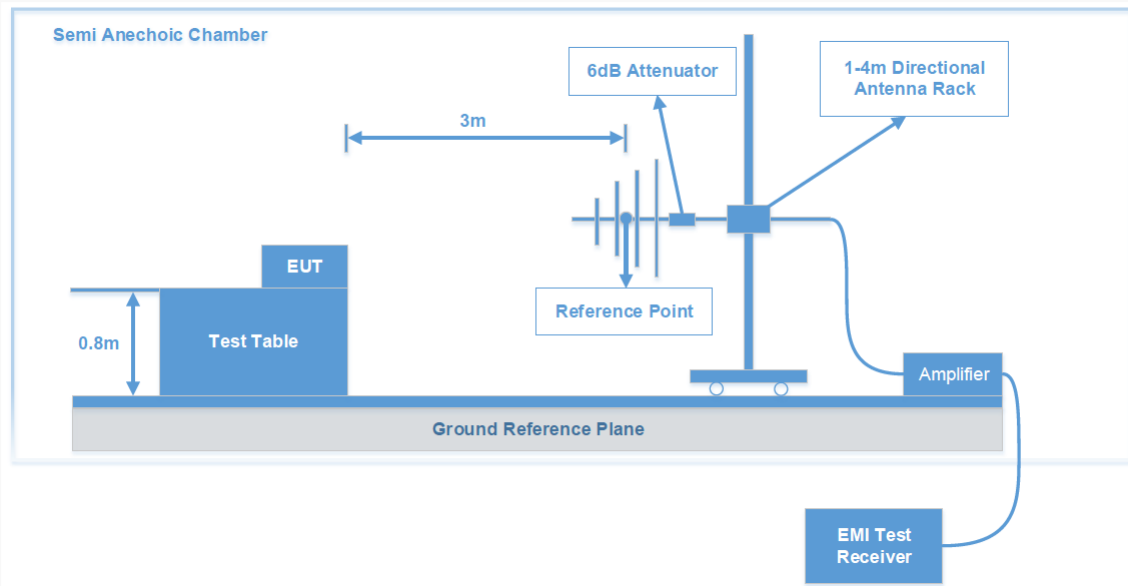 Semi Anechoic Chamber
6dB Attenuator
1-4m Directional
Antenna Rack
3m
EUT
Reference Point
0.8m
Test Table
Amplifier
Ground Reference Plane
EMI Test
Receiver